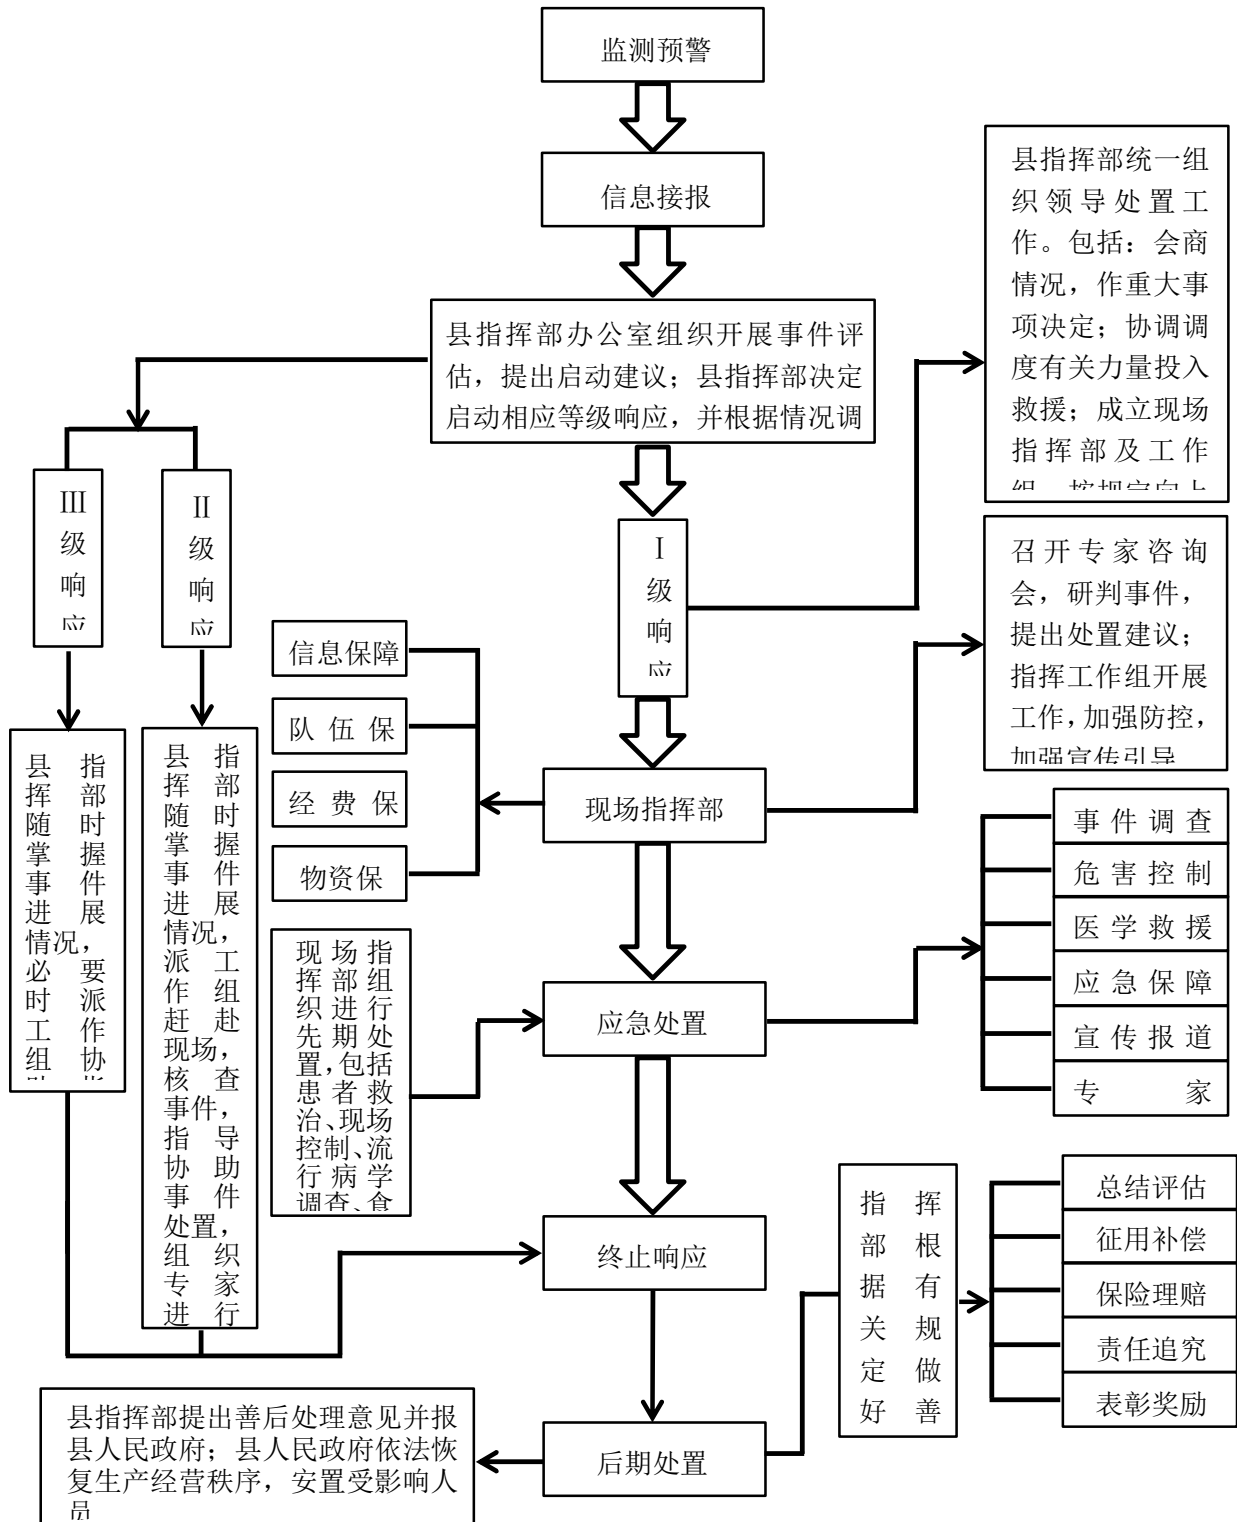 监测预警
信息接报
县指挥部办公室组织开展事件评
估，提出启动建议；县指挥部决定
启动相应等级响应，并根据情况调
县指挥部统一组
织领导处置工
作。包括：会商
情况，作重大事
项决定；协调调
度有关力量投入
救援；成立现场
指挥部及工作
召开专家咨询
会，研判事件，
提出处置建议；
指挥工作组开展
工作，加强防控，
加强宣传引导
Ⅲ
级
响
应
Ⅱ
级
响
应
Ⅰ
级
响
应
信息保障
队伍保
经费保
物资保
现场指挥部
县指
挥部
随时
掌握
事件
进展
情况，
必要
时派
工作
组协
县指
挥部
随时
掌握
事件
进展
情况，
派工
作组
赶赴
现场，
核查
事件，
指导
协助
事件
处置，
组织
专家
进行
现场指
挥部组
织进行
先期处
置，包括
患者救
治、现场
控制、流
行病学
调查、食
应急处置
事件调查
危害控制
医学救援
应急保障
宣传报道
专家
终止响应
指挥
部根
据有
关规
定做
好善
总结评估
征用补偿
保险理赔
责任追究
表彰奖励
后期处置
县指挥部提出善后处理意见并报
县人民政府；县人民政府依法恢
复生产经营秩序，安置受影响人
员